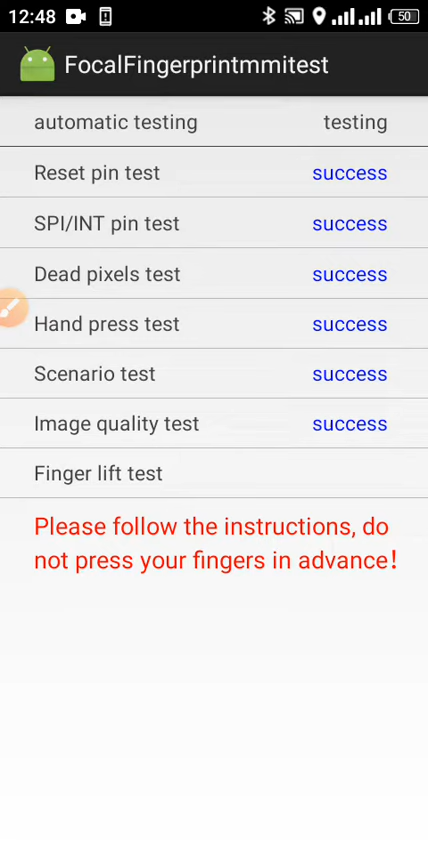 12:48 50
FocalFingerprintmmitest
automatic testing testing
Reset pin test success
SPI/INT pin test success
Dead pixels test success
Hand press test success
Scenario test success
Image quality test success
Finger lift test
Please follow the instructions, do
not press your fingers in advance！